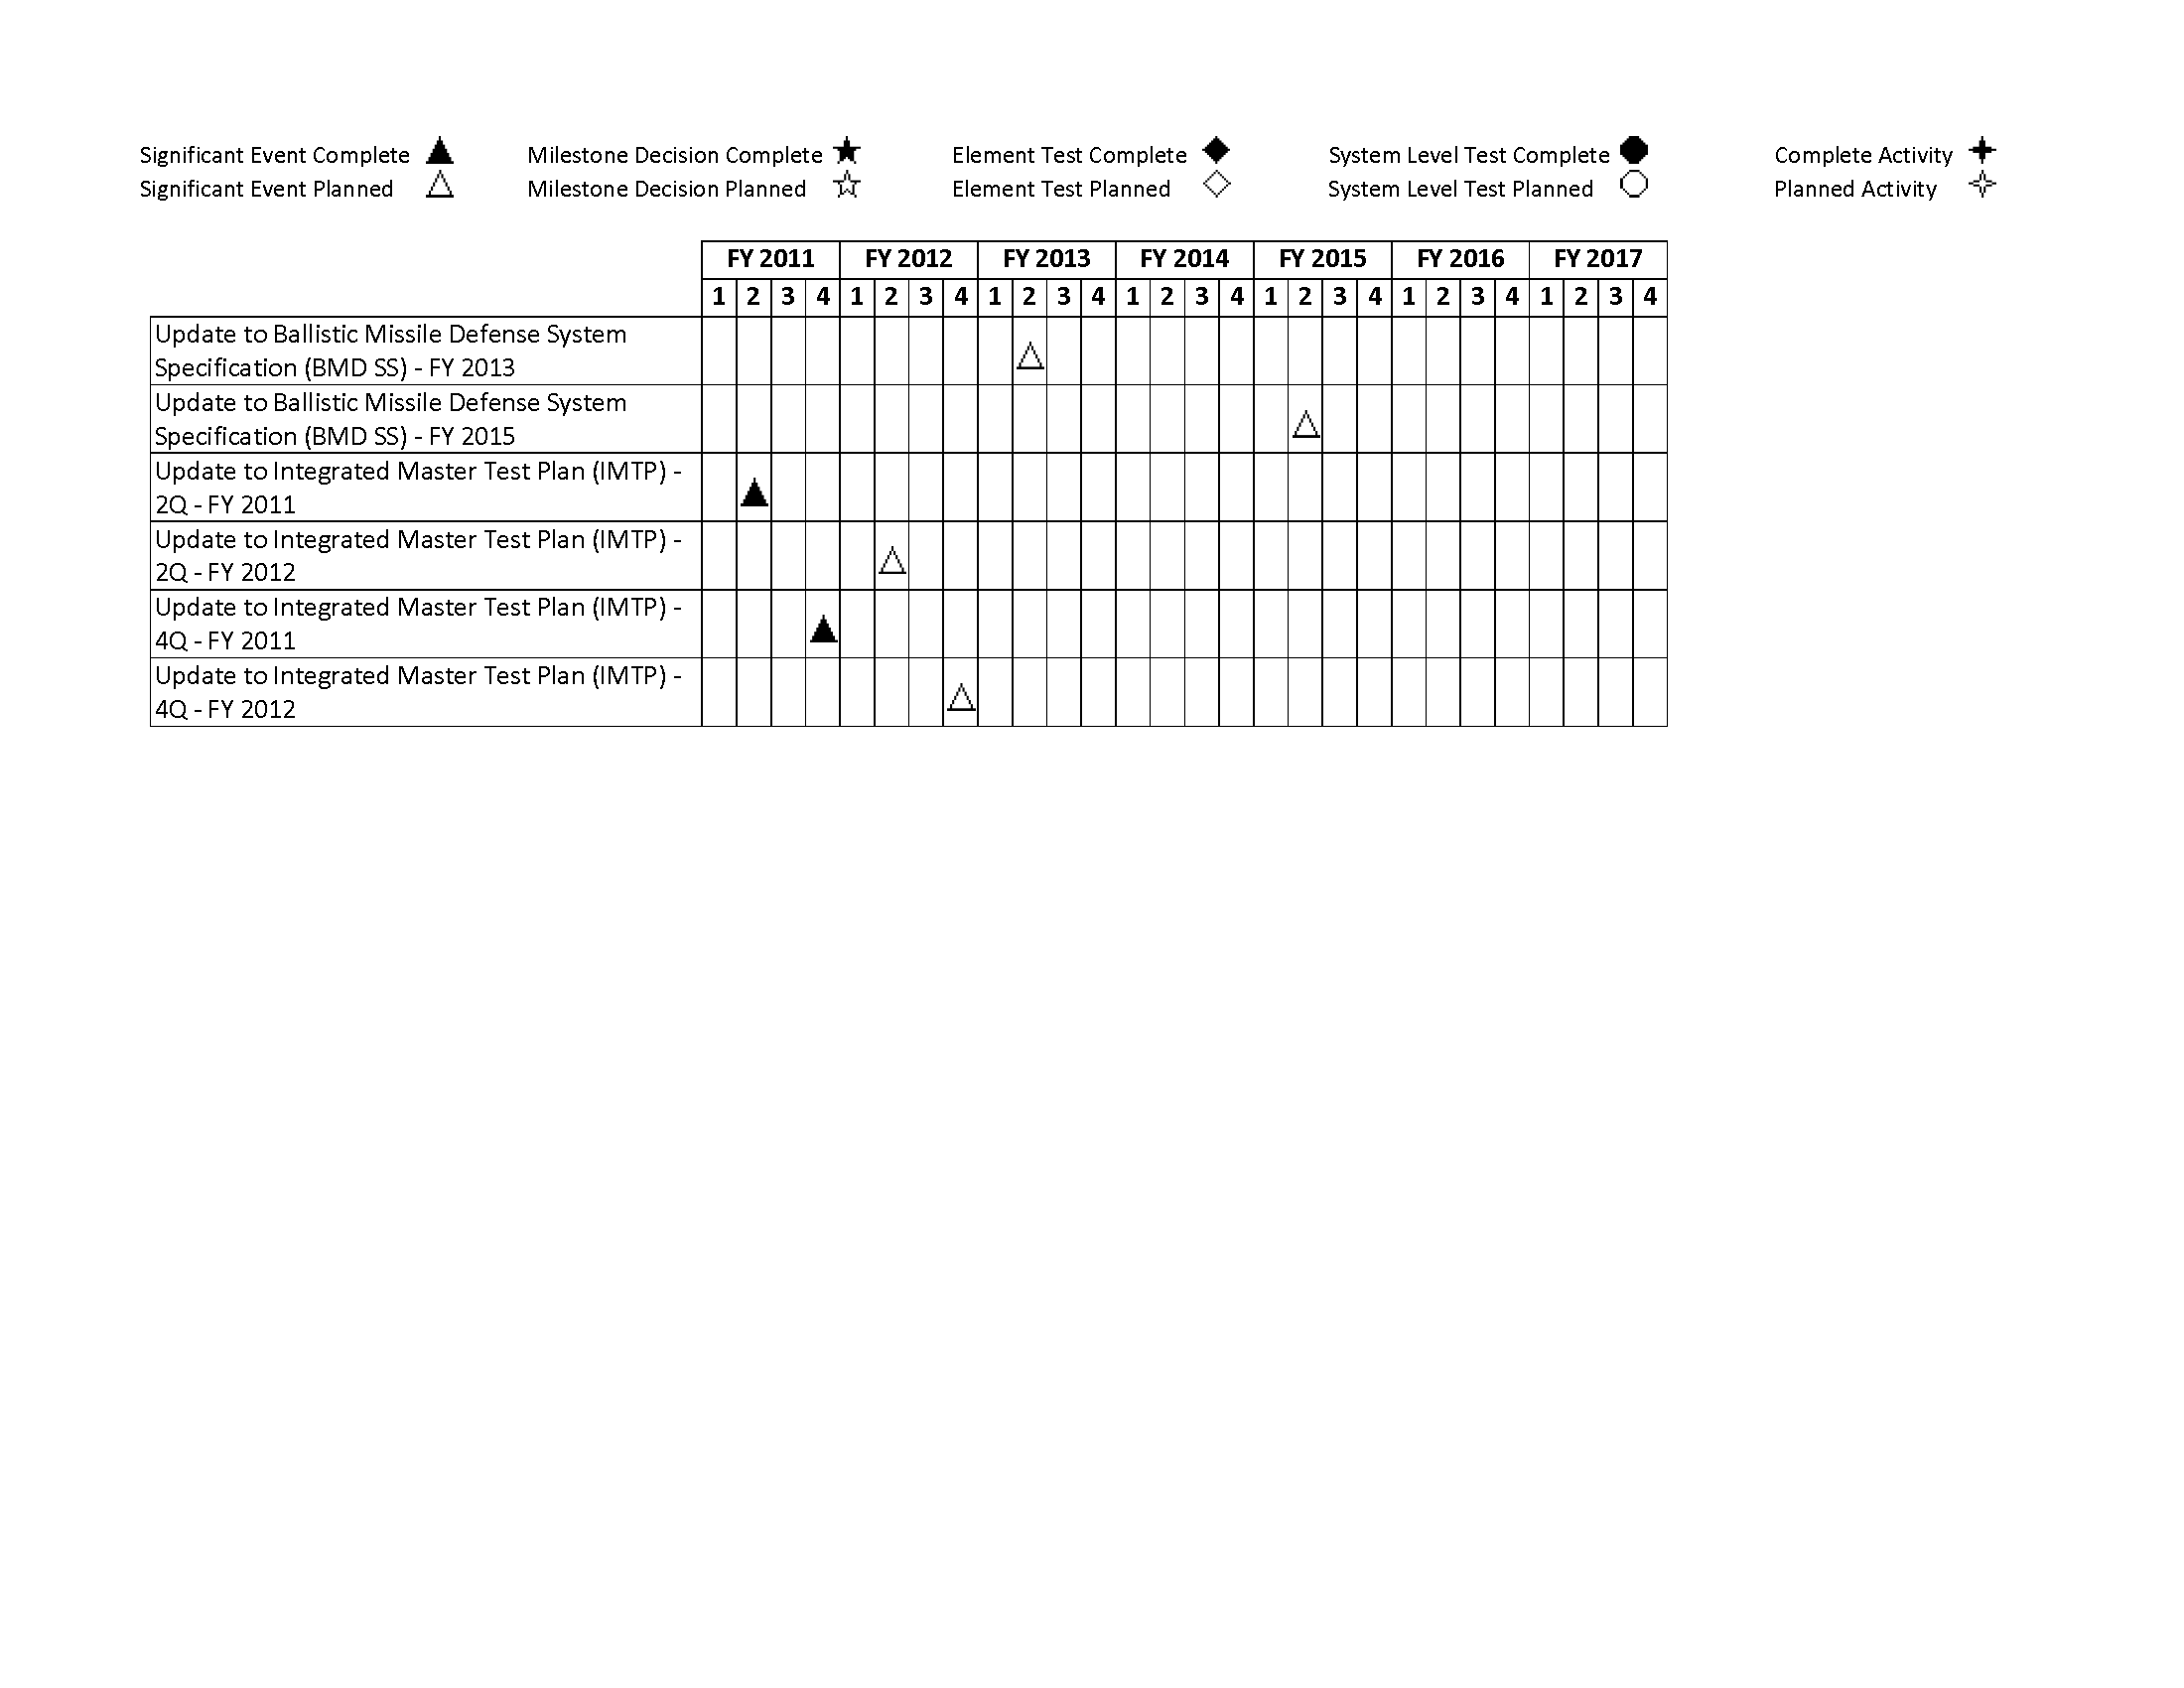 Significant Event Complete Milestone Decision Complete Element Test Complete System Level Test Complete Complete Activity
Significant Event Planned Milestone Decision Planned Element Test Planned System Level Test Planned Planned Activity
FY 2011 FY 2012 FY 2013 FY 2014 FY 2015 FY 2016 FY 2017
1 2 3 4 1 2 3 4 1 2 3 4 1 2 3 4 1 2 3 4 1 2 3 4 1 2 3 4
Update to Ballistic Missile Defense System
Specification (BMD SS) - FY 2013
Update to Ballistic Missile Defense System
Specification (BMD SS) - FY 2015
Update to Integrated Master Test Plan (IMTP) -
2Q - FY 2011
Update to Integrated Master Test Plan (IMTP) -
2Q - FY 2012
Update to Integrated Master Test Plan (IMTP) -
4Q - FY 2011
Update to Integrated Master Test Plan (IMTP) -
4Q - FY 2012